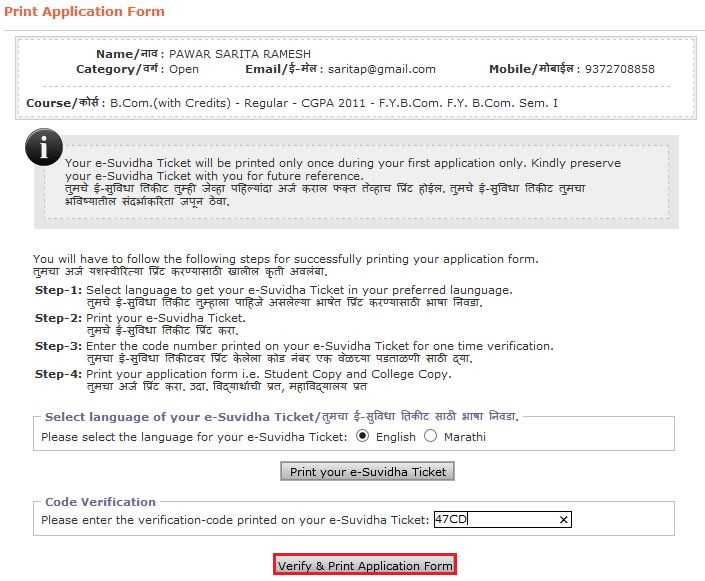 Print Application Form
Name/नाव : PAWAR SARITA RAMESH
Category/वर्ग : Open Email/ई-मेल : saritap@gmail.com Mobile/मोबाईल : 9372708858
Course/कोर्स : B.Com.(with Credits) - Regular - CGPA 2011 - F.Y.B.Com. F.Y. B.Com. Sem. I
i
Your e-Suvidha Ticket will be printed only once during your first application only. Kindly preserve
your e-Suvidha Ticket with you for future reference.
तुमचे ई-सुविधा तिकीट तुम्ही जेव्हा पहिल्यांदा अर्ज कराल फक्त तेव्हाच प्रिंट होईल. तुमचे ई-सुविधा तिकीट तुमचा
भविष्यातील संदर्भाकरिता जपून ठेवा.
You will have to follow the following steps for successfully printing your application form.
तुमचा अर्ज यशस्वीरित्या प्रिंट करण्यासाठी खालील कृती अवलंबा.
Step-1: Select language to get your e-Suvidha Ticket in your preferred launguage.
तुमचे ई-सुविधा तिकीट तुम्हाला पाहिजे असलेल्या भाषेत प्रिंट करण्यासाठी भाषा निवडा.
Step-2: Print your e-Suvidha Ticket.
तुमचे ई-सुविधा तिकीट प्रिंट करा.
Step-3: Enter the code number printed on your e-Suvidha Ticket for one time verification.
तुमचा ई-सुविधा तिकीटवर प्रिंट केलेला कोड नंबर एक वेळच्या पडताळणी साठी द्या.
Step-4: Print your application form i.e. Student Copy and College Copy.
तुमचा अर्ज प्रिंट करा. उदा. विद्यार्थाची प्रत, महाविद्यालय प्रत
Select language of your e-Suvidha Ticket/तुमचा ई-सुविधा तिकीट साठी भाषा निवडा.
Please select the language for your e-Suvidha Ticket: English Marathi
Print your e-Suvidha Ticket
Code Verification
Please enter the verification-code printed on your e-Suvidha Ticket: 47CD ×
Verify & Print Application Form